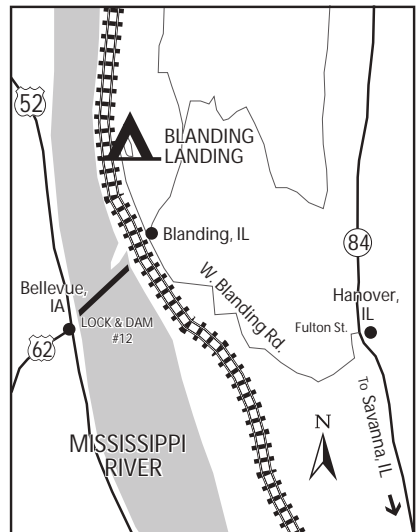 52
BLANDING
LANDING
Blanding, IL
84
Bellevue,
IA
W. Blanding Rd.
Hanover,
IL
LOCK & DAM
#12
Fulton St.
62
N
To Savanna, IL
MISSISSIPPI
RIVER